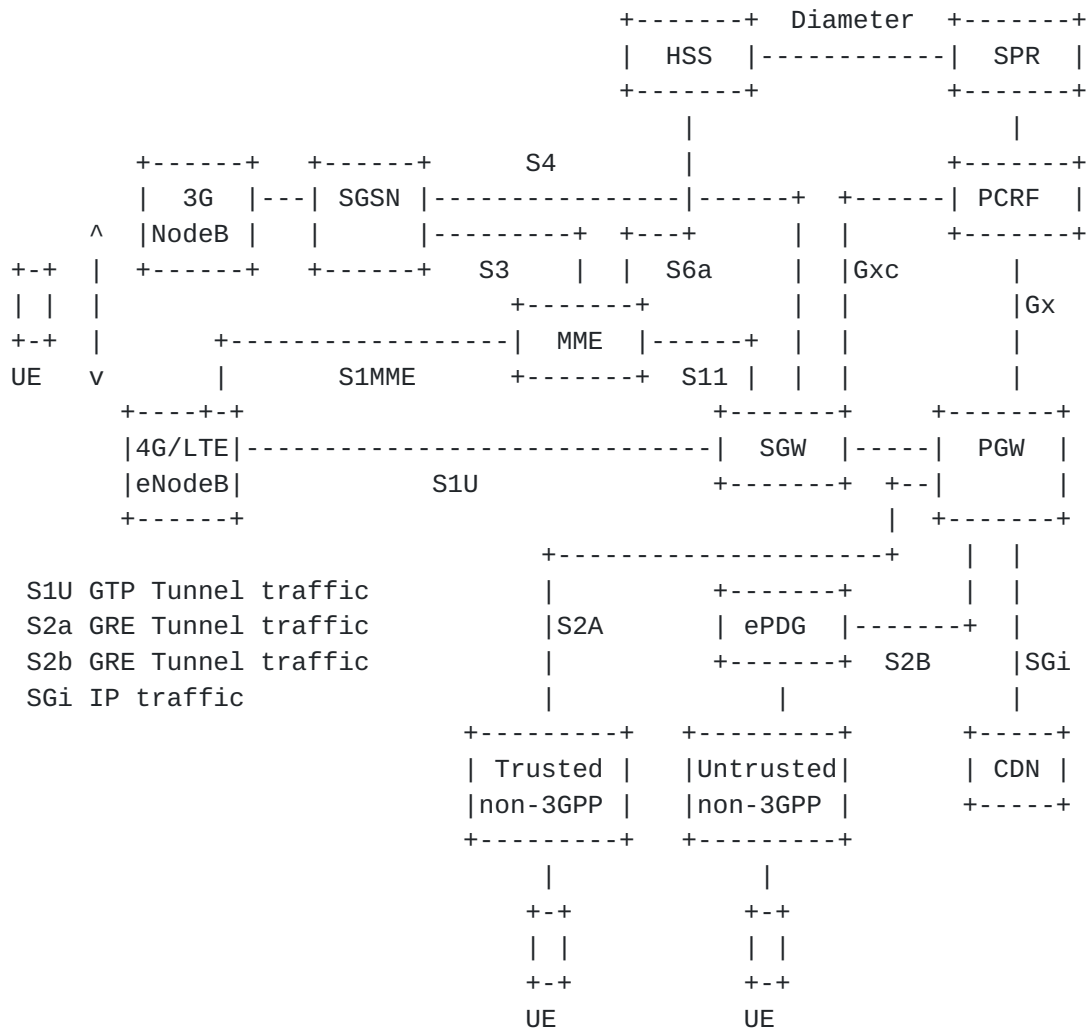 +-------+  Diameter  +-------+
|  HSS  |------------|  SPR  |
+-------+            +-------+
|                    |
+------+   +------+      S4        |                +-------+
|  3G  |---| SGSN |----------------|------+  +------| PCRF  |
^  |NodeB |   |      |---------+  +---+      |  |      +-------+
+-+  |  +------+   +------+   S3    |  |  S6a     |  |Gxc       |
| |  |                          +-------+         |  |          |Gx
+-+  |       +------------------|  MME  |------+  |  |          |
UE   v       |       S1MME      +-------+  S11 |  |  |          |
+----+-+                              +-------+     +-------+
|4G/LTE|------------------------------|  SGW  |-----|  PGW  |
|eNodeB|            S1U               +-------+  +--|       |
+------+                                         |  +-------+
+---------------------+    |  |
S1U GTP Tunnel traffic            |          +-------+       |  |
S2a GRE Tunnel traffic            |S2A       | ePDG  |-------+  |
S2b GRE Tunnel traffic            |          +-------+  S2B     |SGi
SGi IP traffic                    |              |              |
+---------+   +---------+       +-----+
| Trusted |   |Untrusted|       | CDN |
|non-3GPP |   |non-3GPP |       +-----+
+---------+   +---------+
|             |
+-+           +-+
| |           | |
+-+           +-+
UE            UE